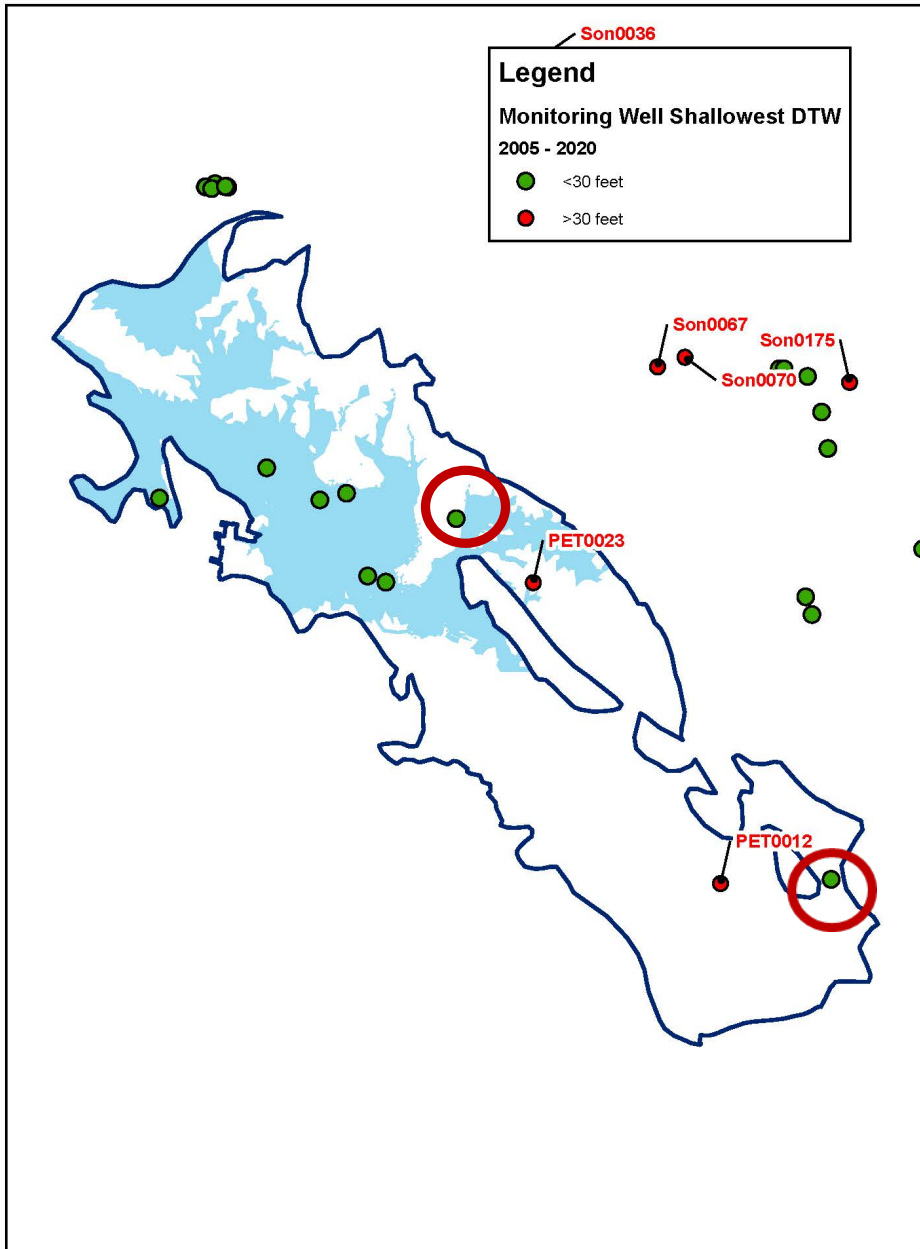 Son0036
Legend
Monitoring Well Shallowest DTW
2005 - 2020
<30 feet
>30 feet
Son0067
Son0175
Son0070
PET0023
PET0012